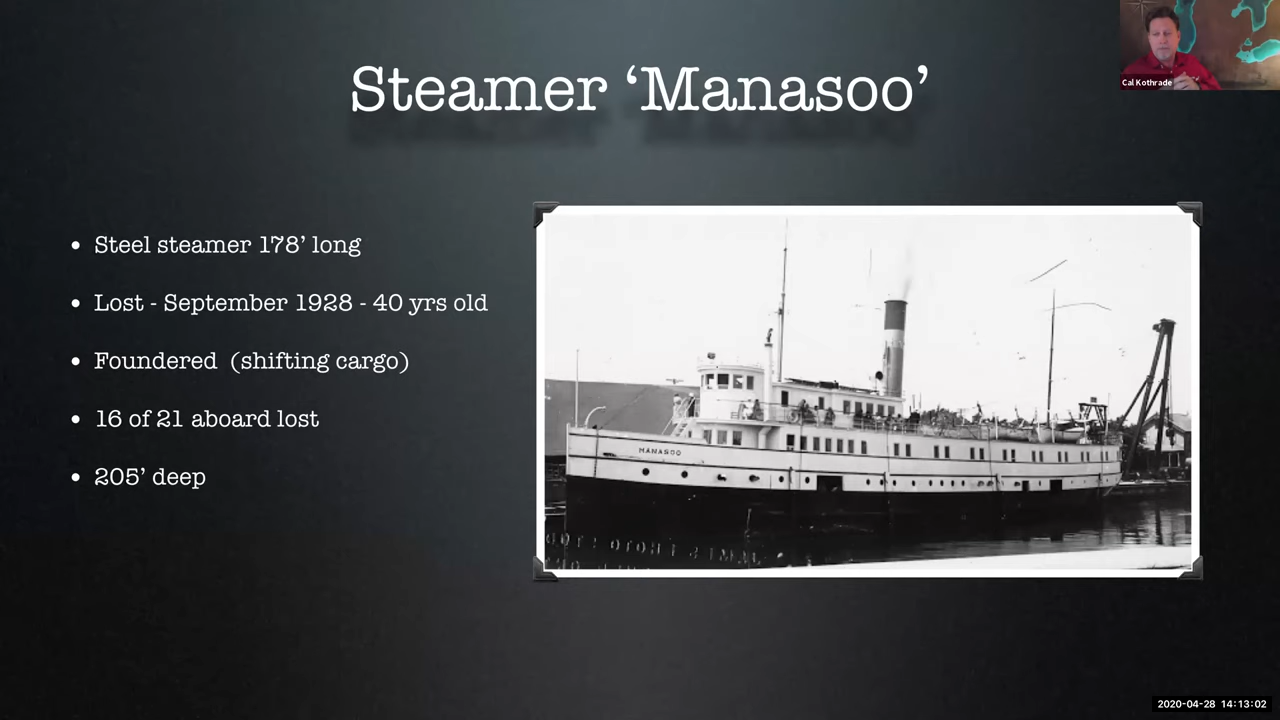 Cal Kothrade
Steamer ‘Manasoo’
• Steel steamer 178’ long
• Lost - September 1928 - 40 yrs old
• Foundered (shifting cargo)
• 16 of 21 aboard lost
• 205’ deep
MANASOO
2020-04-28 14:13:02